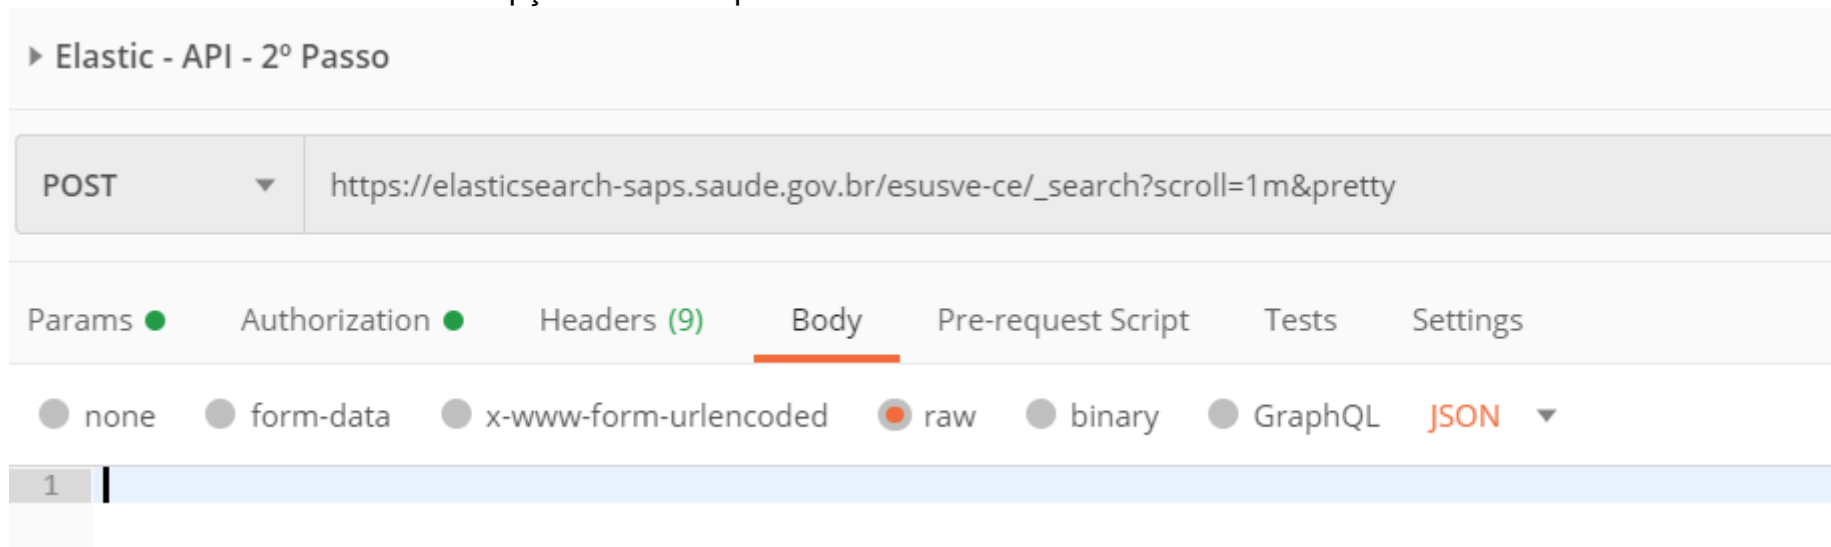 Elastic - API - 2º Passo
POST https://elasticsearch-saps.saude.gov.br/esusve-ce/_search?scroll=1m&pretty
Params Authorization Headers (9) Body Pre-request Script Tests Settings
none form-data x-www-form-urlencoded raw binary GraphQL JSON
1